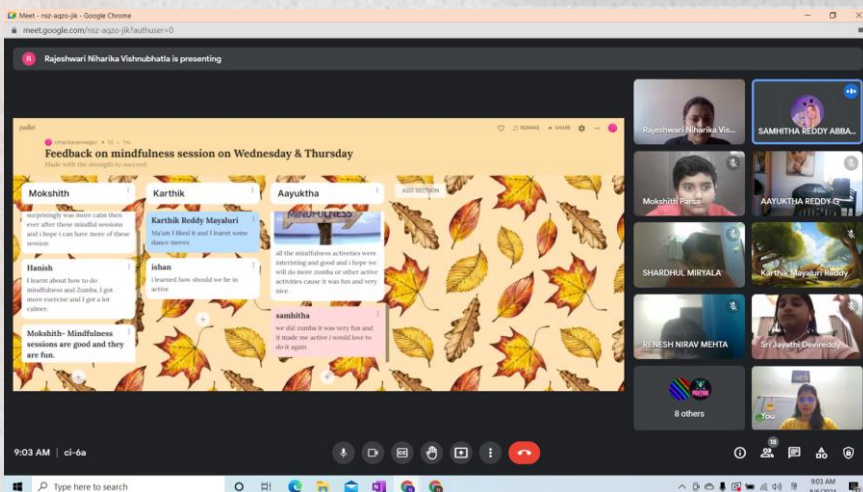 Meet - nsz-aqzo-jik - Google Chrome
meet.google.com/nsz-aqzo-jik?authuser=0
R Rajeshwari Niharika Vishnubhatla is presenting
padlet
REMAKE SHARE
Feedback on mindfulness session on Wednesday & Thursday
Made with the strength to succeed
Mokshith
surprisingly was more calm then
ever after these mindful sessions
and i hope i can have more of these
session
Hanish
I learnt about how to do
mindfulness and Zumba. I got
more exercise and I got a lot
calmer.
Mokshith- Mindfulness
sessions are good and they
are fun.
Karthik
Karthik Reddy Mayaluri
Ma'am I liked it and I learnt some
dance moves
ishan
i learned how should we be in
active
Aayuktha
MINDFULNESS
all the mindfulness activities were
interisting and good and i hope we
will do more zumba or other active
activities cause it was fun and very
nice .
samhitha
we did zumba it was very fun and
it made me active i would love to
do it again
ADD SECTION
Rajeshwari Niharika Vis...
SAMHITHA REDDY ABBA...
Mokshith Parsa
AAYUKTHA REDDY G
SHARDHUL MIRYALA
Karthik Mayaluri Reddy
RENESH NIRAV MEHTA
Sri Jayathi Devireddy
8 others
You
9:03 AM | ci-6a
18
Type here to search
9:03 AM